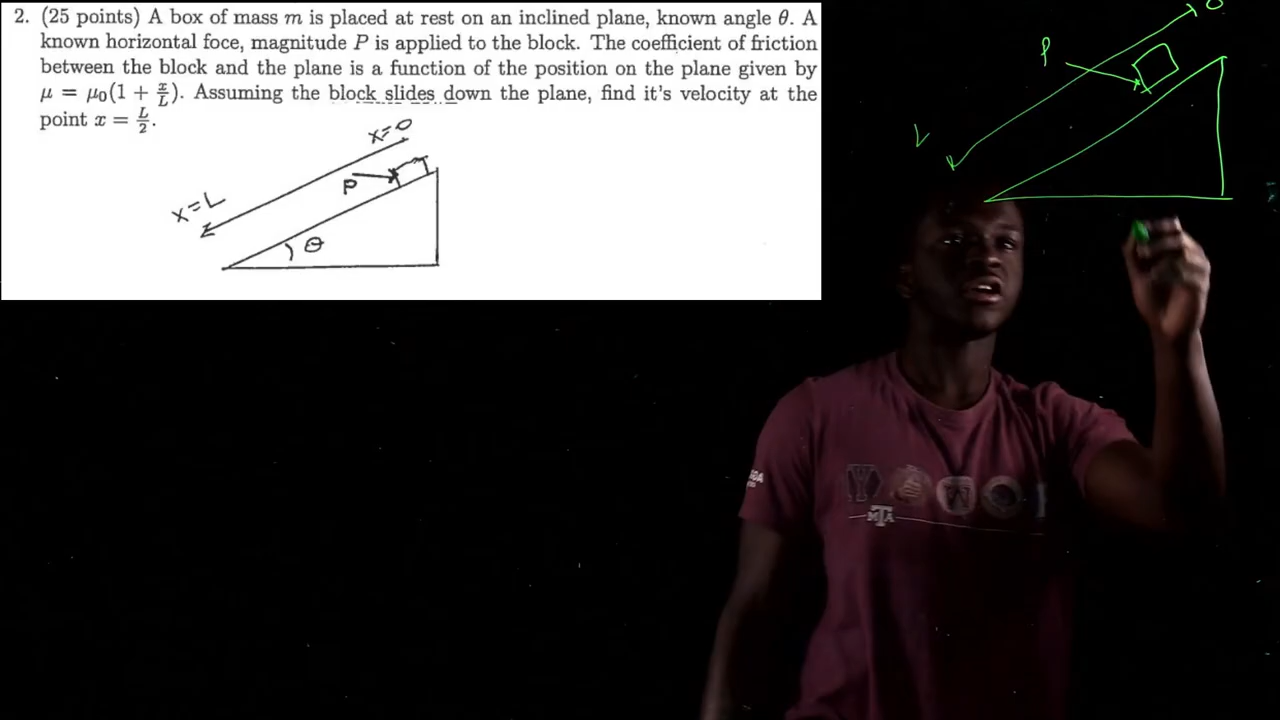 2. (25 points) A box of mass m is placed at rest on an inclined plane, known angle θ. A
known horizontal foce, magnitude P is applied to the block. The coefficient of friction
between the block and the plane is a function of the position on the plane given by
μ = μ₀(1 + x/L). Assuming the block slides down the plane, find it's velocity at the
point x = L/2.
x=0
P
x=L
θ
O
P
L
ATM